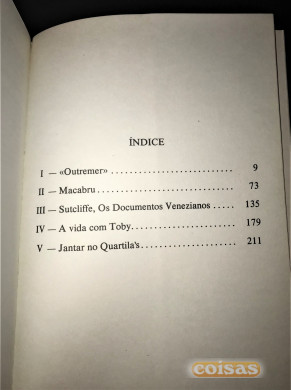 ÍNDICE
I — «Outremer» . . . . . . . . . . . . . . . . . . . . . . . . . . 9
II — Macabru . . . . . . . . . . . . . . . . . . . . . . . . . . . 73
III — Sutcliffe, Os Documentos Venezianos . . . . . 135
IV — A vida com Toby. . . . . . . . . . . . . . . . . . . . . . 179
V — Jantar no Quartila's. . . . . . . . . . . . . . . . . . . . 211
coisas